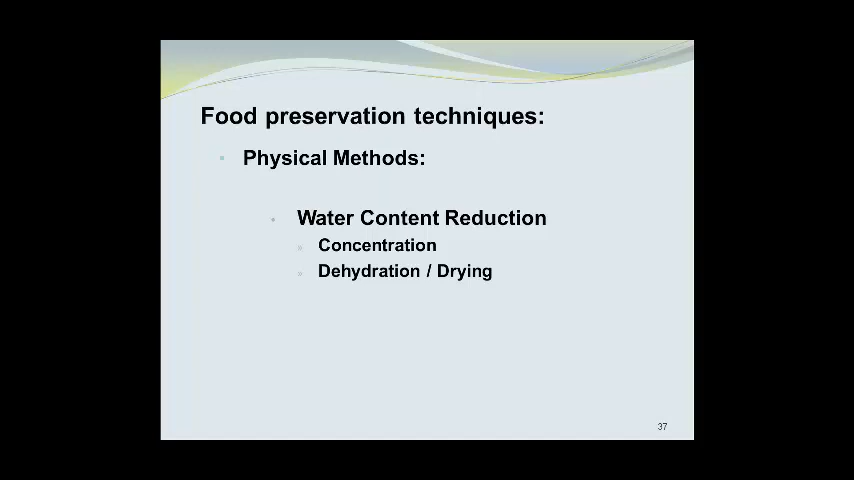 Food preservation techniques:
Physical Methods:
Water Content Reduction
Concentration
Dehydration / Drying
37